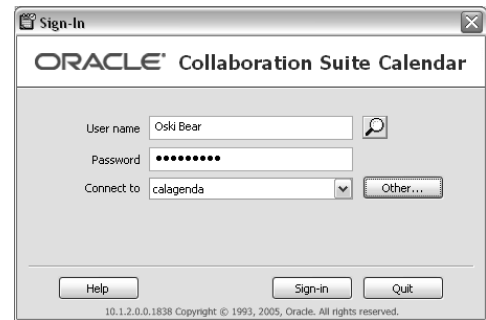 Sign-In
ORACLE® Collaboration Suite Calendar
User name Oski Bear
Password •••••••••
Connect to calagenda Other...
Help Sign-in Quit
10.1.2.0.0.1838 Copyright © 1993, 2005, Oracle. All rights reserved.